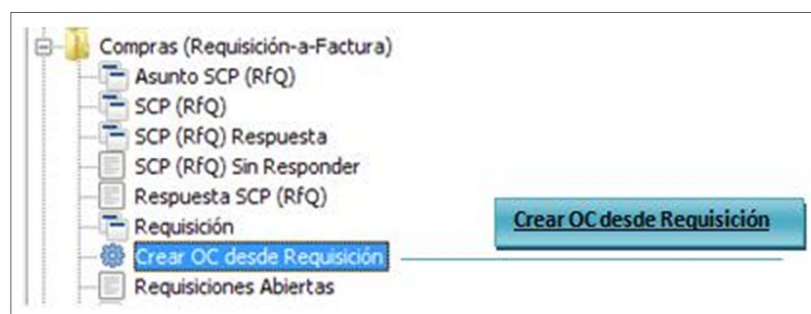 Compras (Requisición-a-Factura)
Asunto SCP (RfQ)
SCP (RfQ)
SCP (RfQ) Respuesta
SCP (RfQ) Sin Responder
Respuesta SCP (RfQ)
Requisición
Crear OC desde Requisición
Crear OC desde Requisición
Requisiciones Abiertas